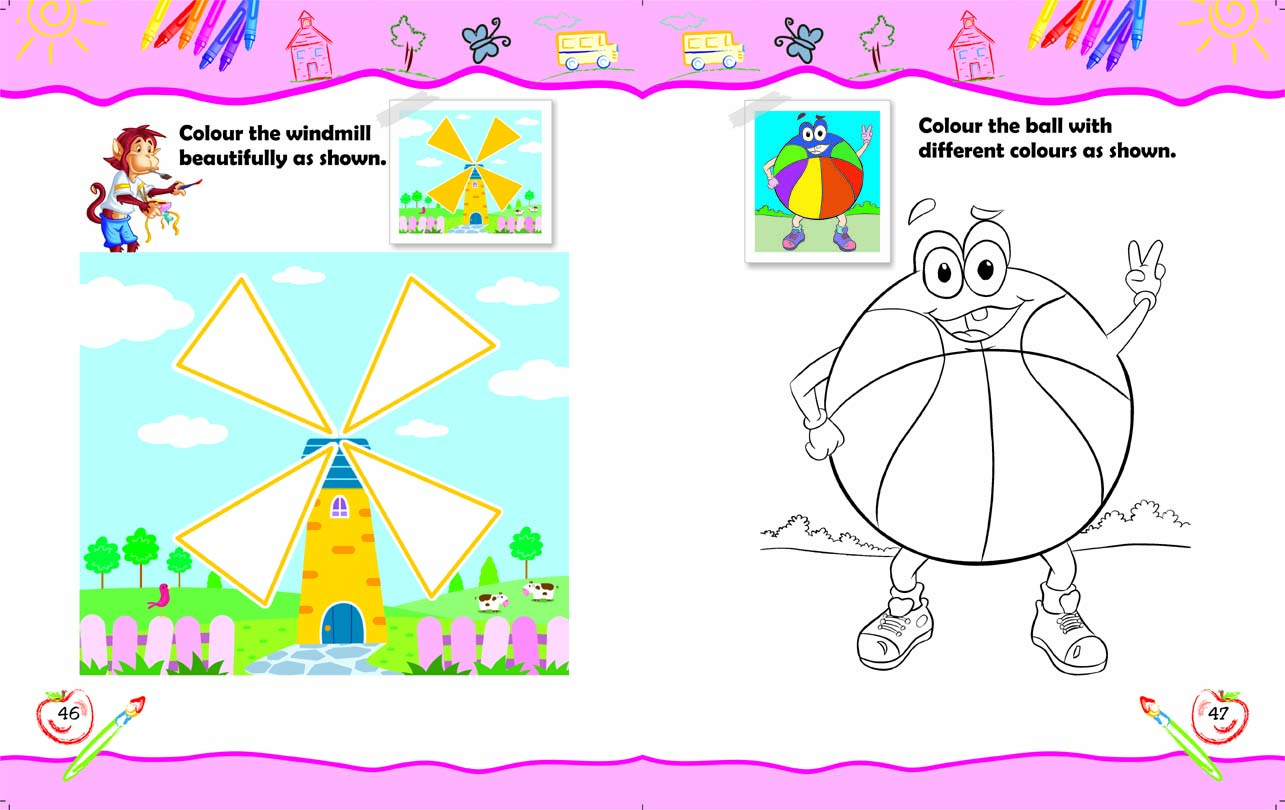 Colour the windmill
beautifully as shown.
Colour the ball with
different colours as shown.
46
47